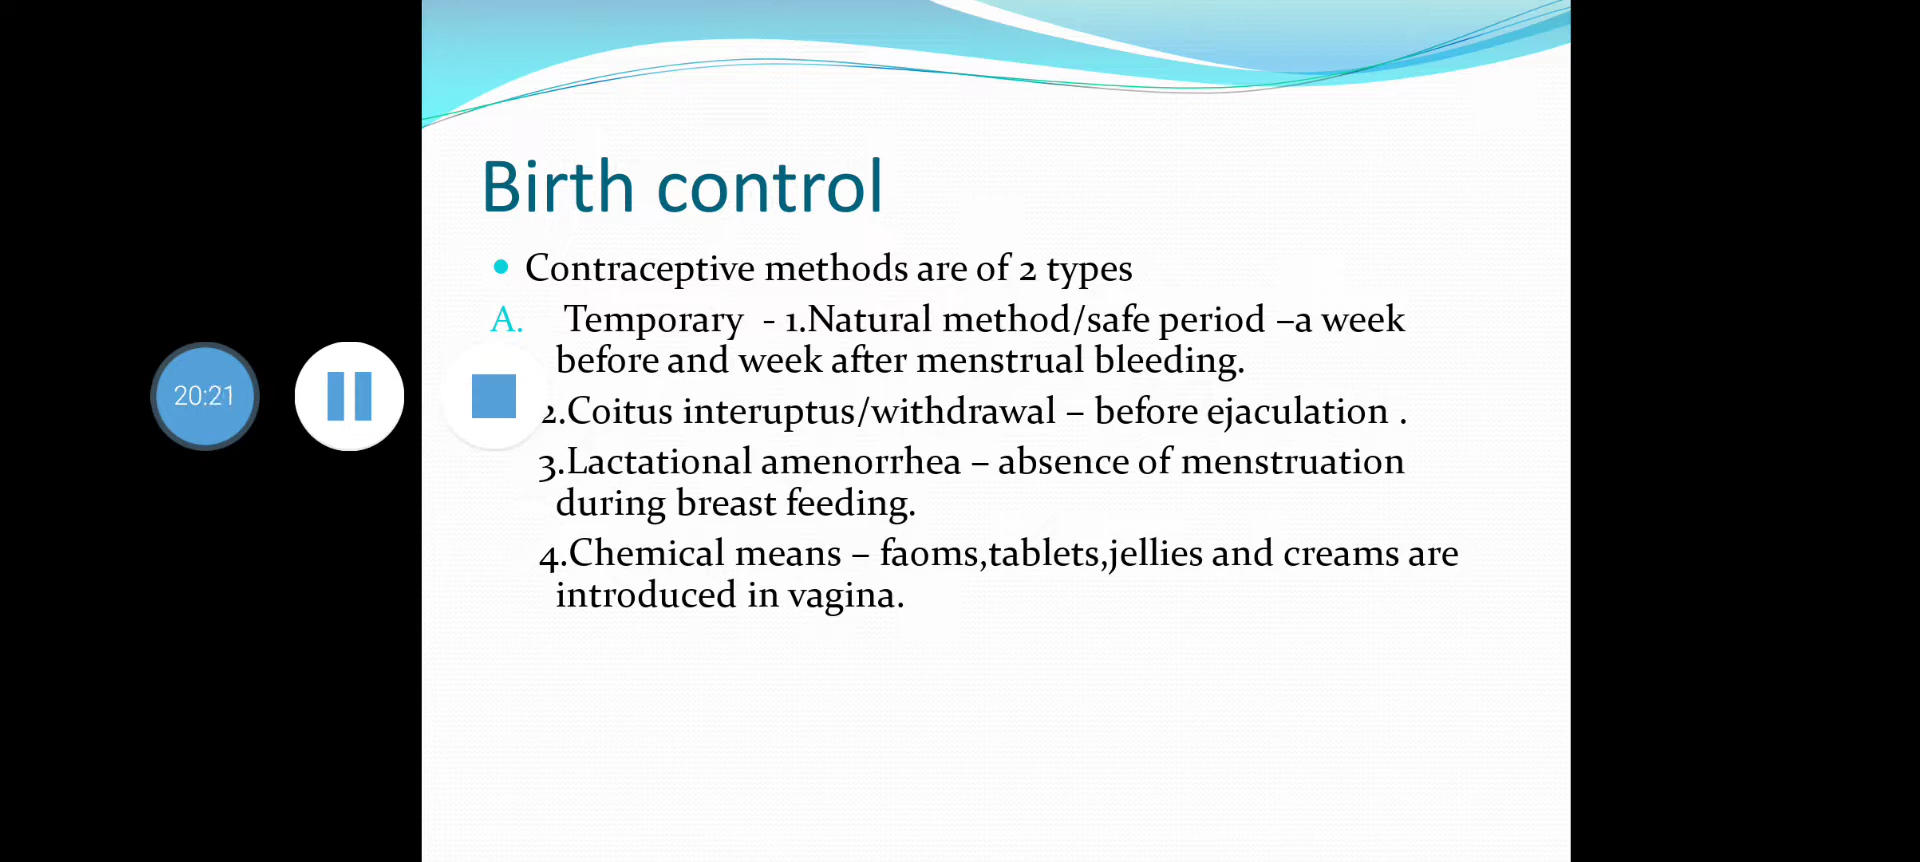 Birth control
• Contraceptive methods are of 2 types
A. Temporary - 1.Natural method/safe period –a week
before and week after menstrual bleeding.
20:21
2.Coitus interuptus/withdrawal – before ejaculation .
3.Lactational amenorrhea – absence of menstruation
during breast feeding.
4.Chemical means – faoms,tablets,jellies and creams are
introduced in vagina.